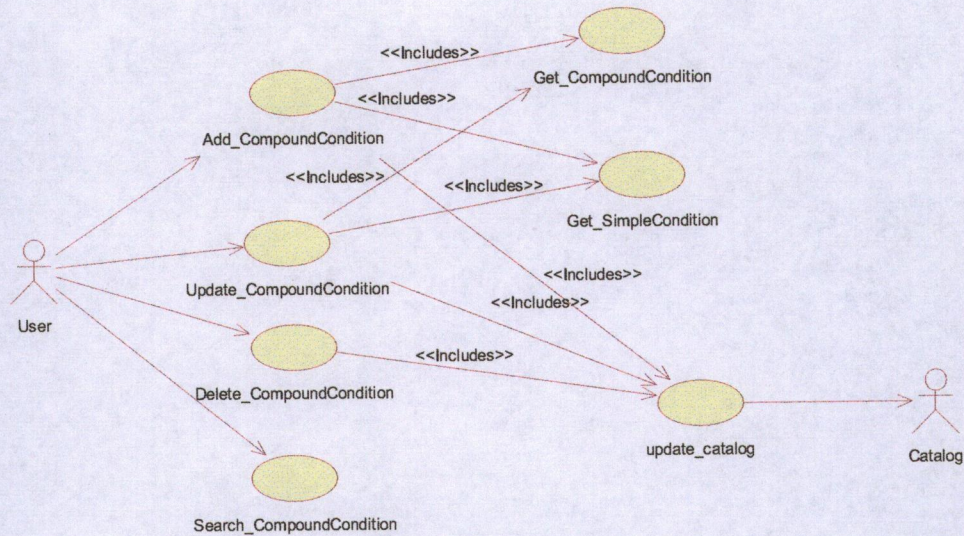 <<Includes>>
Get_CompoundCondition
<<Includes>>
Add_CompoundCondition
<<Includes>>
<<Includes>>
Get_SimpleCondition
<<Includes>>
Update_CompoundCondition
<<Includes>>
User
<<Includes>>
Delete_CompoundCondition
update_catalog
Catalog
Search_CompoundCondition